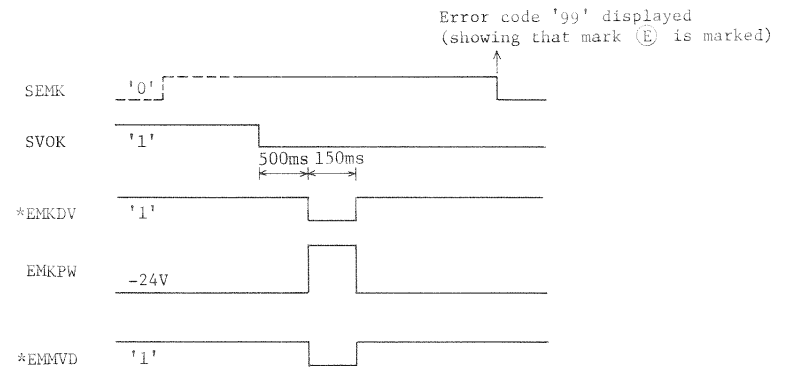 Error code '99' displayed
(showing that mark Ⓔ is marked)
SEMK '0'
SVOK '1'
500ms 150ms
*EMKDV '1'
EMKPW
-24V
*EMMVD '1'